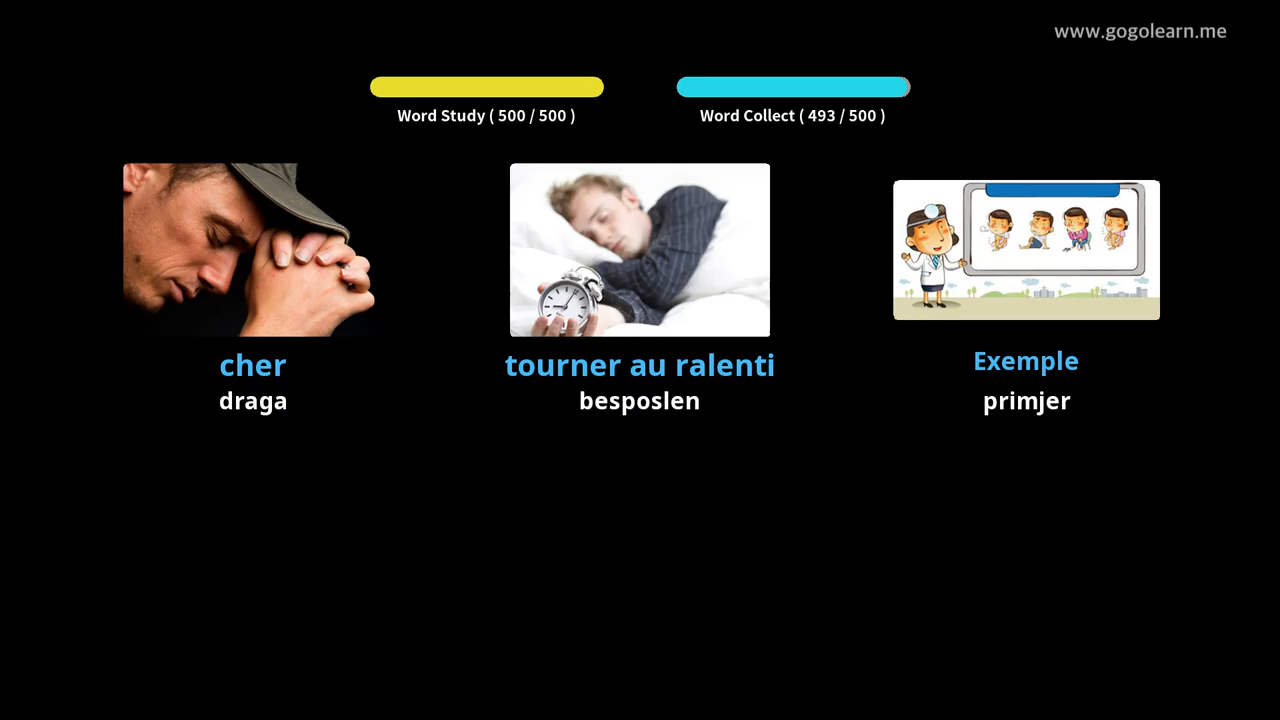 www.gogolearn.me
Word Study ( 500 / 500 )
Word Collect ( 493 / 500 )
cher
draga
tourner au ralenti
besposlen
Exemple
primjer